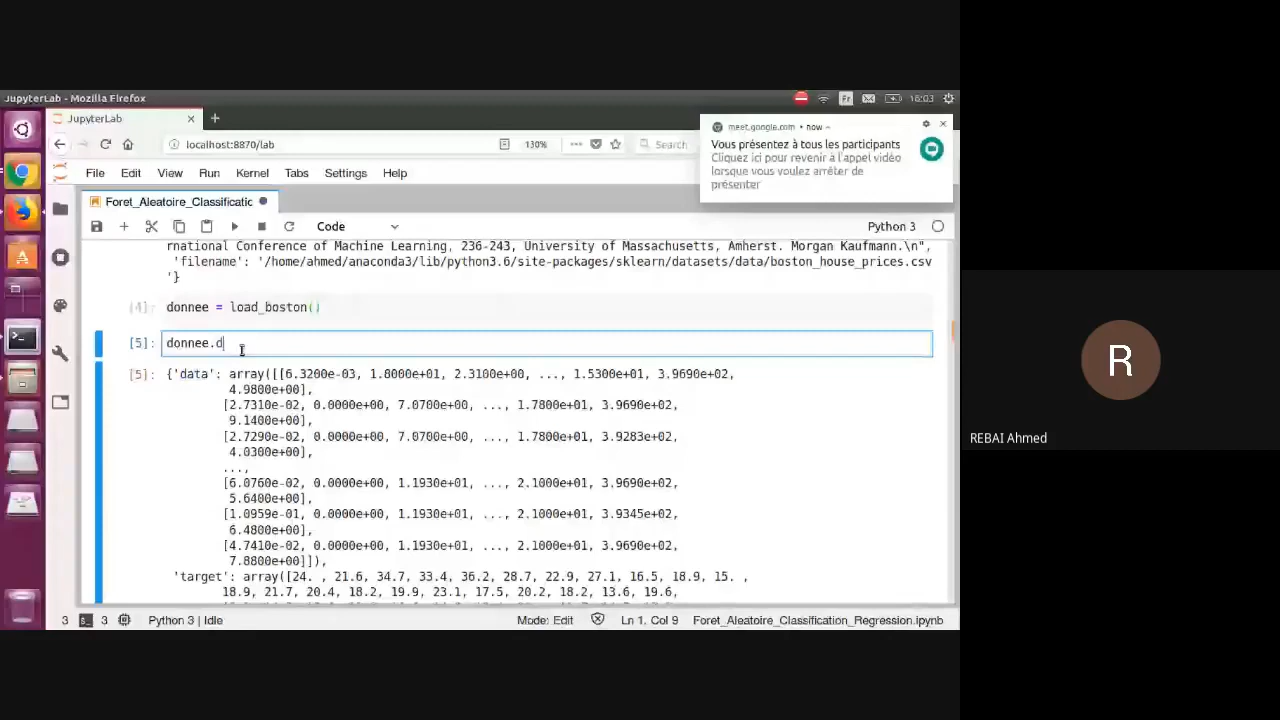 JupyterLab - Mozilla Firefox
Fr
16:03
JupyterLab
localhost:8870/lab
130%
Search
meet.google.com • now
Vous présentez à tous les participants
Cliquez ici pour revenir à l'appel vidéo
lorsque vous voulez arrêter de
présenter
File Edit View Run Kernel Tabs Settings Help
Foret_Aleatoire_Classificatic
Code
Python 3
rnational Conference of Machine Learning, 236-243, University of Massachusetts, Amherst. Morgan Kaufmann.\n",
'filename': '/home/ahmed/anaconda3/lib/python3.6/site-packages/sklearn/datasets/data/boston_house_prices.csv
'}
[4]: donnee = load_boston()
[5]: donnee.d
[5]: {'data': array([[6.3200e-03, 1.8000e+01, 2.3100e+00, ..., 1.5300e+01, 3.9690e+02,
4.9800e+00],
[2.7310e-02, 0.0000e+00, 7.0700e+00, ..., 1.7800e+01, 3.9690e+02,
9.1400e+00],
[2.7290e-02, 0.0000e+00, 7.0700e+00, ..., 1.7800e+01, 3.9283e+02,
4.0300e+00],
...,
[6.0760e-02, 0.0000e+00, 1.1930e+01, ..., 2.1000e+01, 3.9690e+02,
5.6400e+00],
[1.0959e-01, 0.0000e+00, 1.1930e+01, ..., 2.1000e+01, 3.9345e+02,
6.4800e+00],
[4.7410e-02, 0.0000e+00, 1.1930e+01, ..., 2.1000e+01, 3.9690e+02,
7.8800e+00]]),
'target': array([24. , 21.6, 34.7, 33.4, 36.2, 28.7, 22.9, 27.1, 16.5, 18.9, 15. ,
18.9, 21.7, 20.4, 18.2, 19.9, 23.1, 17.5, 20.2, 18.2, 13.6, 19.6,
3 3 Python 3 | Idle Mode: Edit Ln 1, Col 9 Foret_Aleatoire_Classification_Regression.ipynb
R
REBAI Ahmed